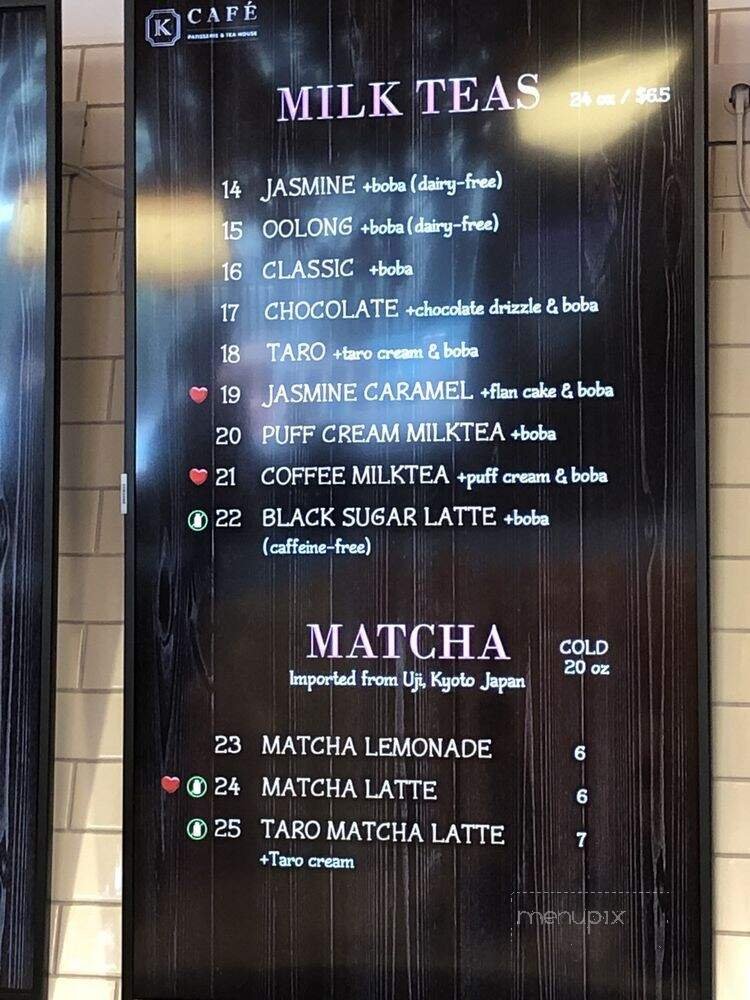 K CAFÉ
PATISSERIE & TEA HOUSE
MILK TEAS 24 oz / $6.5
14 JASMINE +boba (dairy-free)
15 OOLONG +boba (dairy-free)
16 CLASSIC +boba
17 CHOCOLATE +chocolate drizzle & boba
18 TARO +taro cream & boba
19 JASMINE CARAMEL +flan cake & boba
20 PUFF CREAM MILKTEA +boba
21 COFFEE MILKTEA +puff cream & boba
22 BLACK SUGAR LATTE +boba
(caffeine-free)
MATCHA COLD
20 oz
Imported from Uji, Kyoto Japan
23 MATCHA LEMONADE 6
24 MATCHA LATTE 6
25 TARO MATCHA LATTE 7
+Taro cream
menupix